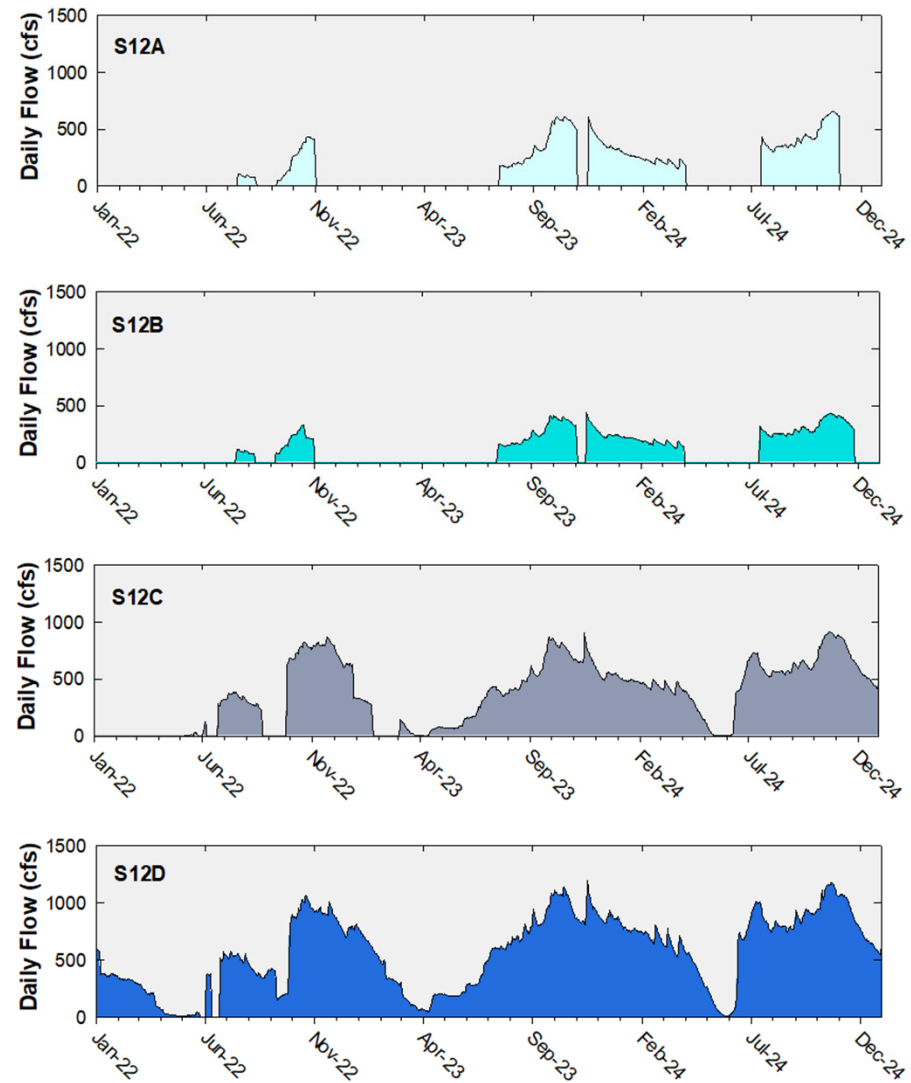 1500
S12A
1000
Daily Flow (cfs)
500
0
Jan-22 Jun-22 Nov-22 Apr-23 Sep-23 Feb-24 Jul-24 Dec-24
1500
S12B
1000
Daily Flow (cfs)
500
0
Jan-22 Jun-22 Nov-22 Apr-23 Sep-23 Feb-24 Jul-24 Dec-24
1500
S12C
1000
Daily Flow (cfs)
500
0
Jan-22 Jun-22 Nov-22 Apr-23 Sep-23 Feb-24 Jul-24 Dec-24
1500
S12D
1000
Daily Flow (cfs)
500
0
Jan-22 Jun-22 Nov-22 Apr-23 Sep-23 Feb-24 Jul-24 Dec-24